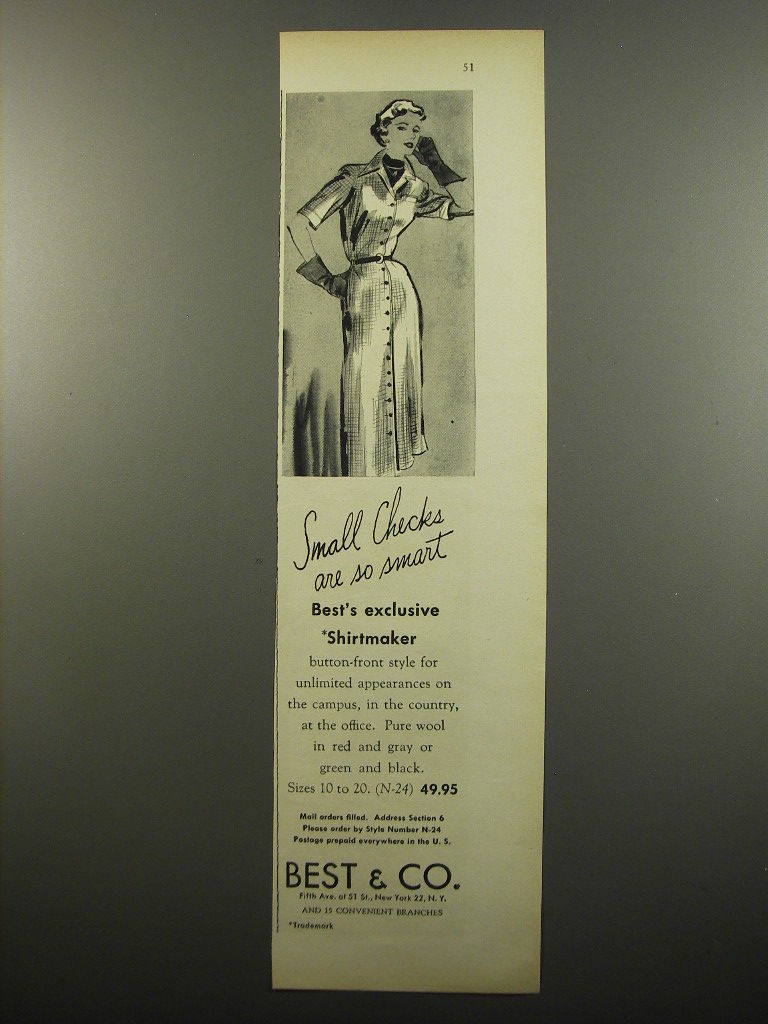 51
Small Checks
are so smart
Best's exclusive
*Shirtmaker
button-front style for
unlimited appearances on
the campus, in the country,
at the office. Pure wool
in red and gray or
green and black.
Sizes 10 to 20. (N-24) 49.95
Mail orders filled. Address Section 6
Please order by Style Number N-24
Postage prepaid everywhere in the U. S.
BEST & CO.
Fifth Ave. at 51 St., New York 22, N. Y.
AND 15 CONVENIENT BRANCHES
*Trademark